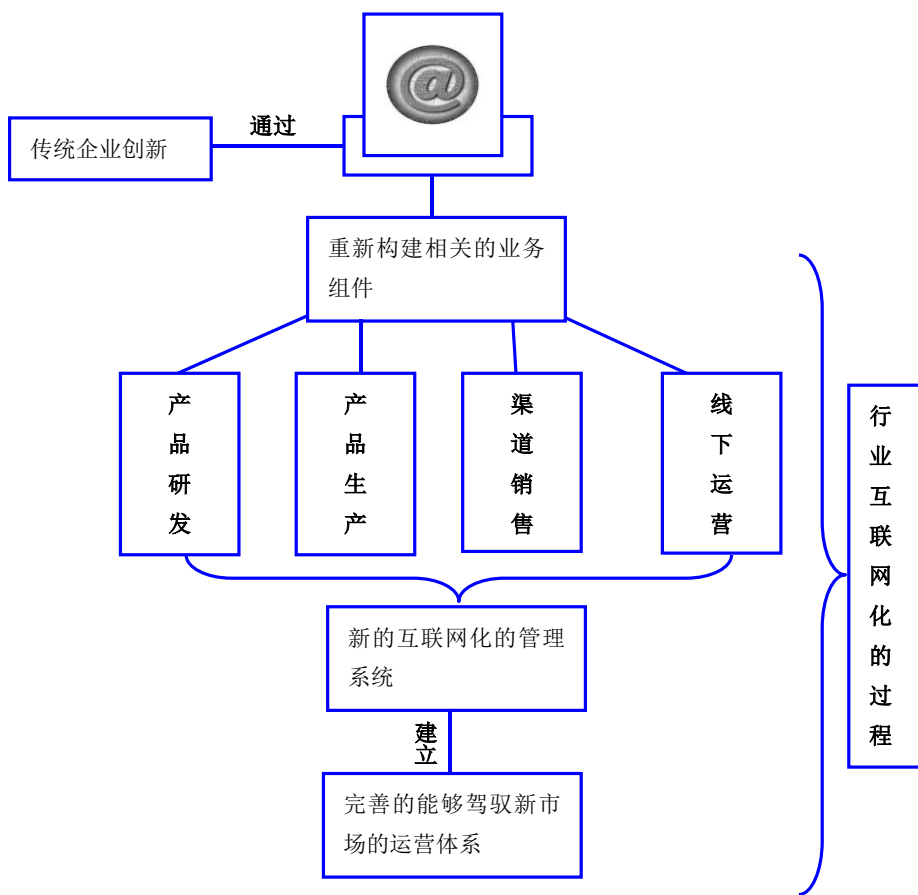 @
通过
传统企业创新
重新构建相关的业务
组件
产品研发
产品生产
渠道销售
线下运营
行业互联网化的过程
新的互联网化的管理
系统
建立
完善的能够驾驭新市
场的运营体系